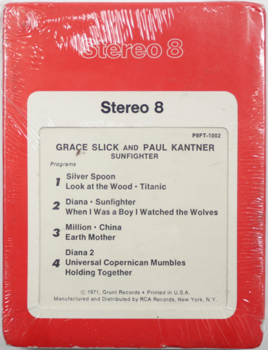 Stereo 8
Stereo 8
P8FT-1002
GRACE SLICK AND PAUL KANTNER
SUNFIGHTER
Programs
1 Silver Spoon
Look at the Wood • Titanic
2 Diana • Sunfighter
When I Was a Boy I Watched the Wolves
3 Million • China
Earth Mother
Diana 2
4 Universal Copernican Mumbles
Holding Together
© 1971, Grunt Records • Printed in U.S.A.
Manufactured and Distributed by RCA Records, New York, N.Y.